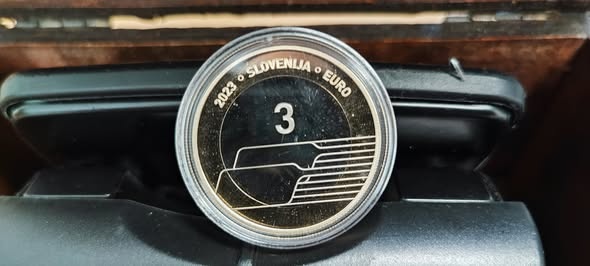 2023 ° SLOVENIJA ° EURO
3